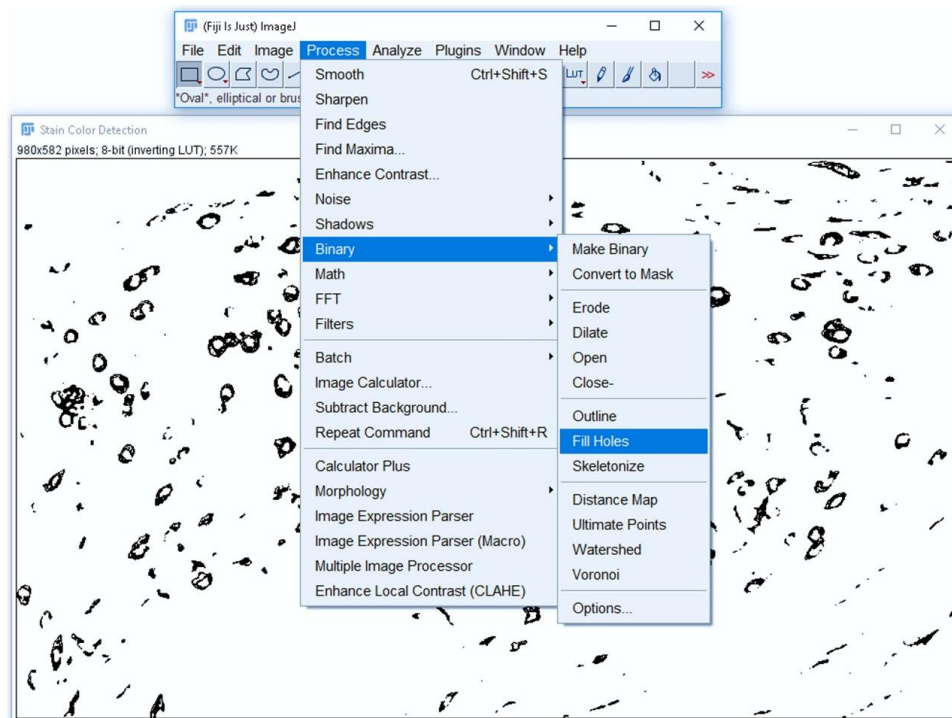 (Fiji Is Just) ImageJ
File Edit Image Process Analyze Plugins Window Help
LUT >>
*Oval*, elliptical or brus
Stain Color Detection
980x582 pixels; 8-bit (inverting LUT); 557K
Smooth Ctrl+Shift+S
Sharpen
Find Edges
Find Maxima...
Enhance Contrast...
Noise
Shadows
Binary
Math
FFT
Filters
Batch
Image Calculator...
Subtract Background...
Repeat Command Ctrl+Shift+R
Calculator Plus
Morphology
Image Expression Parser
Image Expression Parser (Macro)
Multiple Image Processor
Enhance Local Contrast (CLAHE)
Make Binary
Convert to Mask
Erode
Dilate
Open
Close-
Outline
Fill Holes
Skeletonize
Distance Map
Ultimate Points
Watershed
Voronoi
Options...